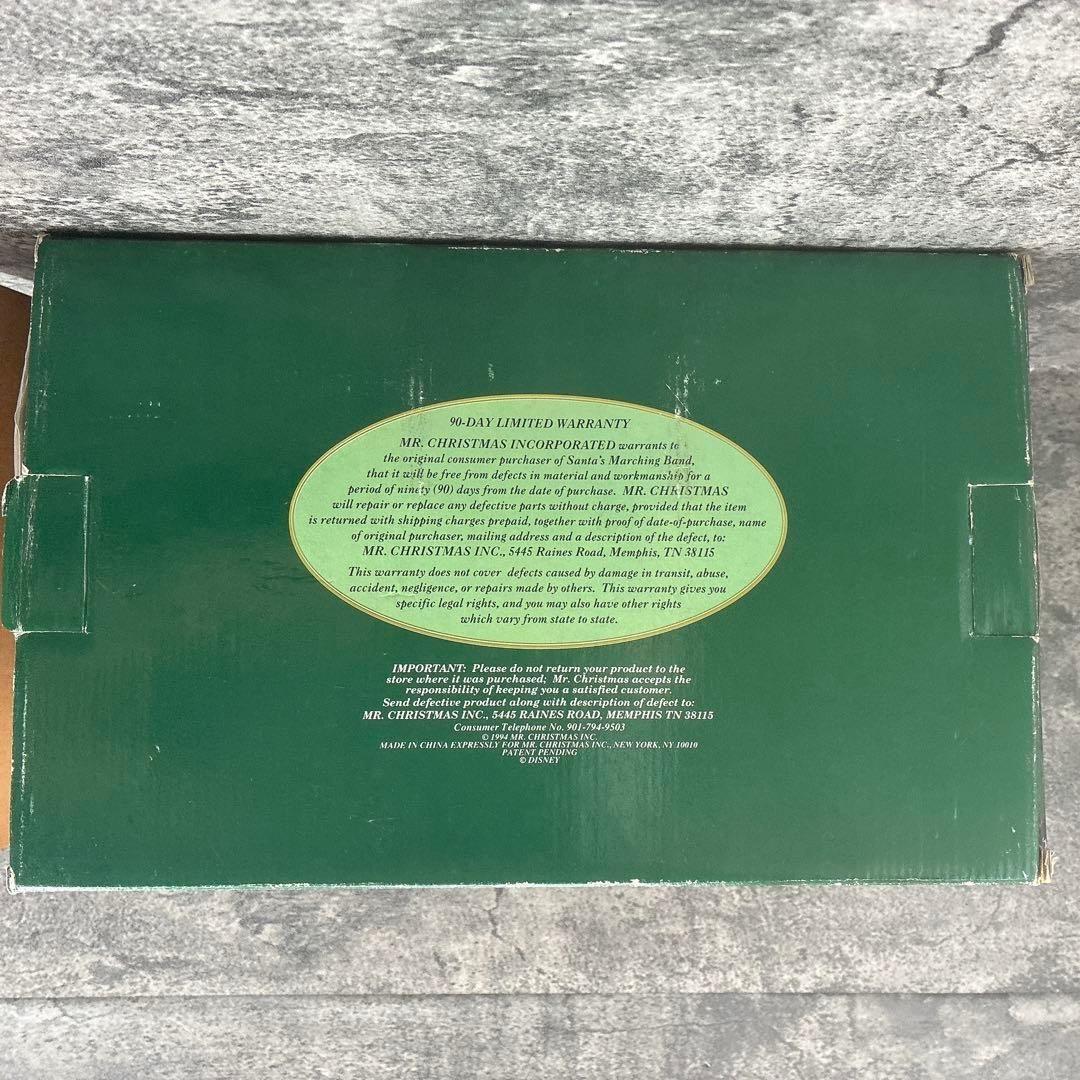 90-DAY LIMITED WARRANTY
MR. CHRISTMAS INCORPORATED warrants to
the original consumer purchaser of Santa's Marching Band,
that it will be free from defects in material and workmanship for a
period of ninety (90) days from the date of purchase. MR. CHRISTMAS
will repair or replace any defective parts without charge, provided that the item
is returned with shipping charges prepaid, together with proof of date-of-purchase, name
of original purchaser, mailing address and a description of the defect, to:
MR. CHRISTMAS INC., 5445 Raines Road, Memphis, TN 38115
This warranty does not cover defects caused by damage in transit, abuse,
accident, negligence, or repairs made by others. This warranty gives you
specific legal rights, and you may also have other rights
which vary from state to state.
IMPORTANT: Please do not return your product to the
store where it was purchased; Mr. Christmas accepts the
responsibility of keeping you a satisfied customer.
Send defective product along with description of defect to:
MR. CHRISTMAS INC., 5445 RAINES ROAD, MEMPHIS TN 38115
Consumer Telephone No. 901-794-9503
© 1994 MR. CHRISTMAS INC.
MADE IN CHINA EXPRESSLY FOR MR. CHRISTMAS INC., NEW YORK, NY 10010
PATENT PENDING
© DISNEY